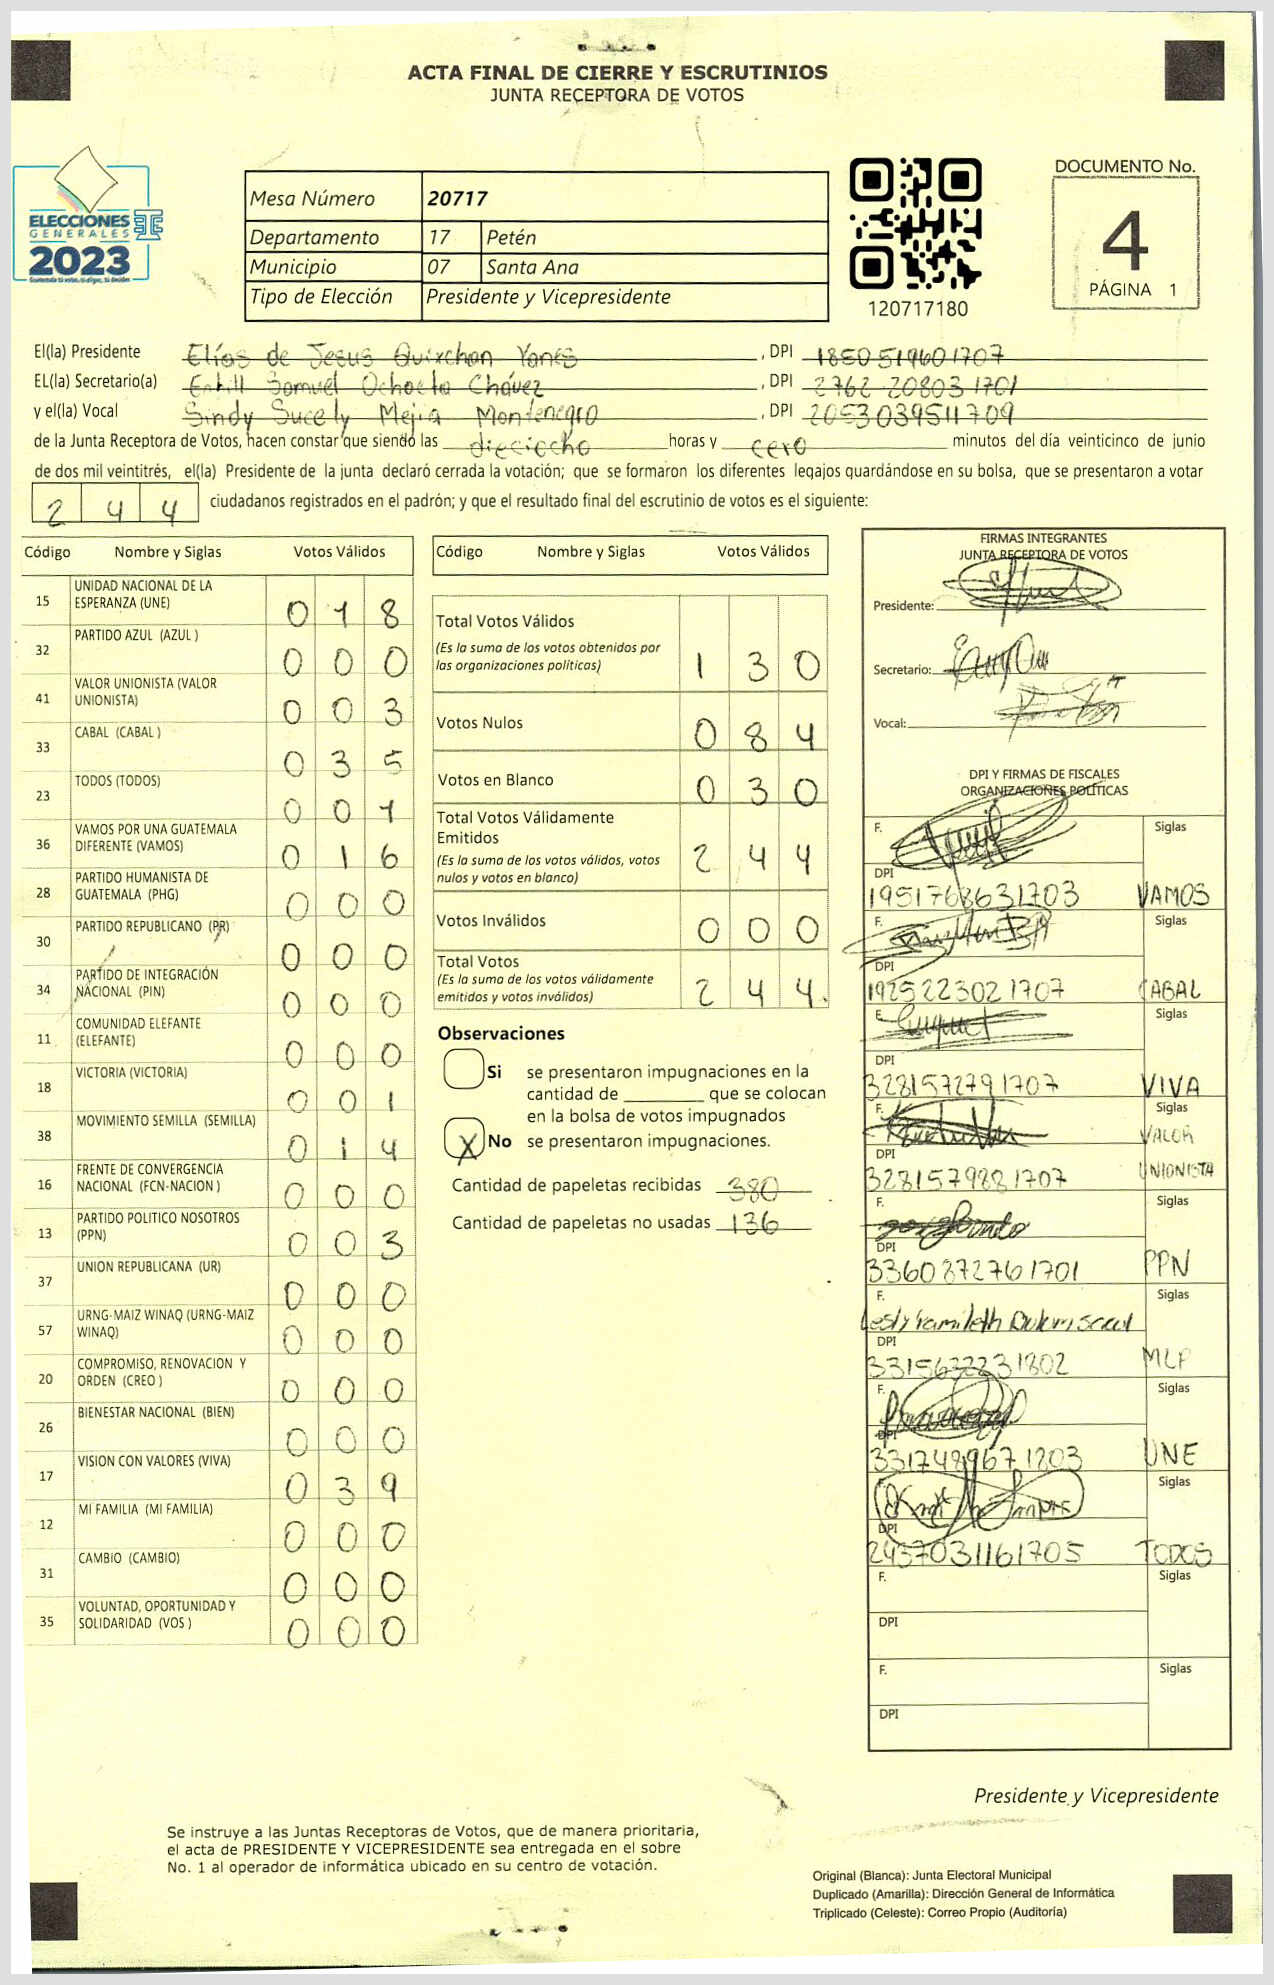 ACTA FINAL DE CIERRE Y ESCRUTINIOS
JUNTA RECEPTORA DE VOTOS
ELECCIONES
GENERALES
2023
Mesa Número 20717
Departamento 17 Petén
Municipio 07 Santa Ana
Tipo de Elección Presidente y Vicepresidente
120717180
DOCUMENTO No.
4
PÁGINA 1
El(la) Presidente Elías de Jesus Quixchan Yanes , DPI 1850519601707
EL(la) Secretario(a) Samuel Ochaeta Chávez , DPI 2762 20803 1701
y el(la) Vocal Sindy Sucely Mejia Montenegro , DPI 2053039511709
de la Junta Receptora de Votos, hacen constar que siendo las dieciocho horas y cero minutos del día veinticinco de junio
de dos mil veintitrés, el(la) Presidente de la junta declaró cerrada la votación; que se formaron los diferentes legajos guardándose en su bolsa, que se presentaron a votar
2 4 4 ciudadanos registrados en el padrón; y que el resultado final del escrutinio de votos es el siguiente:
Código Nombre y Siglas Votos Válidos
15 UNIDAD NACIONAL DE LA ESPERANZA (UNE) 0 1 8
32 PARTIDO AZUL (AZUL ) 0 0 0
41 VALOR UNIONISTA (VALOR UNIONISTA) 0 0 3
33 CABAL (CABAL ) 0 3 5
23 TODOS (TODOS) 0 0 1
36 VAMOS POR UNA GUATEMALA DIFERENTE (VAMOS) 0 1 6
28 PARTIDO HUMANISTA DE GUATEMALA (PHG) 0 0 0
30 PARTIDO REPUBLICANO (PR) 0 0 0
34 PARTIDO DE INTEGRACIÓN NACIONAL (PIN) 0 0 0
11 COMUNIDAD ELEFANTE (ELEFANTE) 0 0 0
18 VICTORIA (VICTORIA) 0 0 1
38 MOVIMIENTO SEMILLA (SEMILLA) 0 1 4
16 FRENTE DE CONVERGENCIA NACIONAL (FCN-NACION ) 0 0 0
13 PARTIDO POLITICO NOSOTROS (PPN) 0 0 3
37 UNION REPUBLICANA (UR) 0 0 0
57 URNG-MAIZ WINAQ (URNG-MAIZ WINAQ) 0 0 0
20 COMPROMISO, RENOVACION Y ORDEN (CREO ) 0 0 0
26 BIENESTAR NACIONAL (BIEN) 0 0 0
17 VISION CON VALORES (VIVA) 0 3 9
12 MI FAMILIA (MI FAMILIA) 0 0 0
31 CAMBIO (CAMBIO) 0 0 0
35 VOLUNTAD, OPORTUNIDAD Y SOLIDARIDAD (VOS ) 0 0 0
Código Nombre y Siglas Votos Válidos
Total Votos Válidos 1 3 0
(Es la suma de los votos obtenidos por
las organizaciones políticas)
Votos Nulos 0 8 4
Votos en Blanco 0 3 0
Total Votos Válidamente
Emitidos 2 4 4
(Es la suma de los votos válidos, votos
nulos y votos en blanco)
Votos Inválidos 0 0 0
Total Votos 2 4 4.
(Es la suma de los votos válidamente
emitidos y votos inválidos)
Observaciones
Si se presentaron impugnaciones en la
cantidad de ________ que se colocan
en la bolsa de votos impugnados
X No se presentaron impugnaciones.
Cantidad de papeletas recibidas 380
Cantidad de papeletas no usadas 136
FIRMAS INTEGRANTES
JUNTA RECEPTORA DE VOTOS
Presidente:
Secretario:
Vocal:
DPI Y FIRMAS DE FISCALES
ORGANIZACIONES POLÍTICAS
F. Siglas
DPI
1951768631703 VAMOS
F. Siglas
DPI
192522302 1707 CABAL
F. Siglas
DPI
3281572791707 VIVA
F. Siglas
DPI VALOR
3281579881707 UNIONISTA
F. Siglas
DPI
3360872761701 PPN
F. Siglas
DPI
MLP
F. Siglas
DPI
UNE
F. Siglas
DPI
2457031161705 TODOS
F. Siglas
DPI
F. Siglas
DPI
Presidente y Vicepresidente
Se instruye a las Juntas Receptoras de Votos, que de manera prioritaria,
el acta de PRESIDENTE Y VICEPRESIDENTE sea entregada en el sobre
No. 1 al operador de informática ubicado en su centro de votación.
Original (Blanca): Junta Electoral Municipal
Duplicado (Amarilla): Dirección General de Informática
Triplicado (Celeste): Correo Propio (Auditoría)